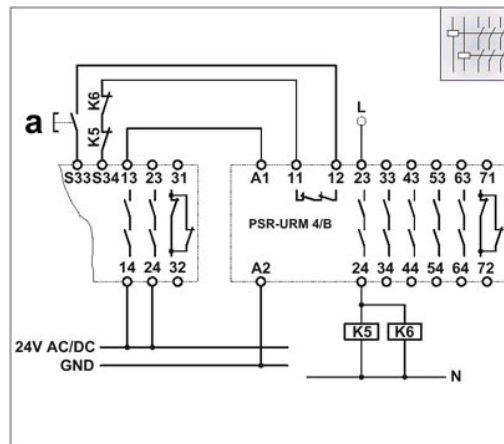 K6
L
a
K5
S33 S34 13 23 31
A1 11 12 23 33 43 53 63 71
PSR-URM 4/B
14 24 32
A2 24 34 44 54 64 72
K5 K6
24V AC/DC
GND
N